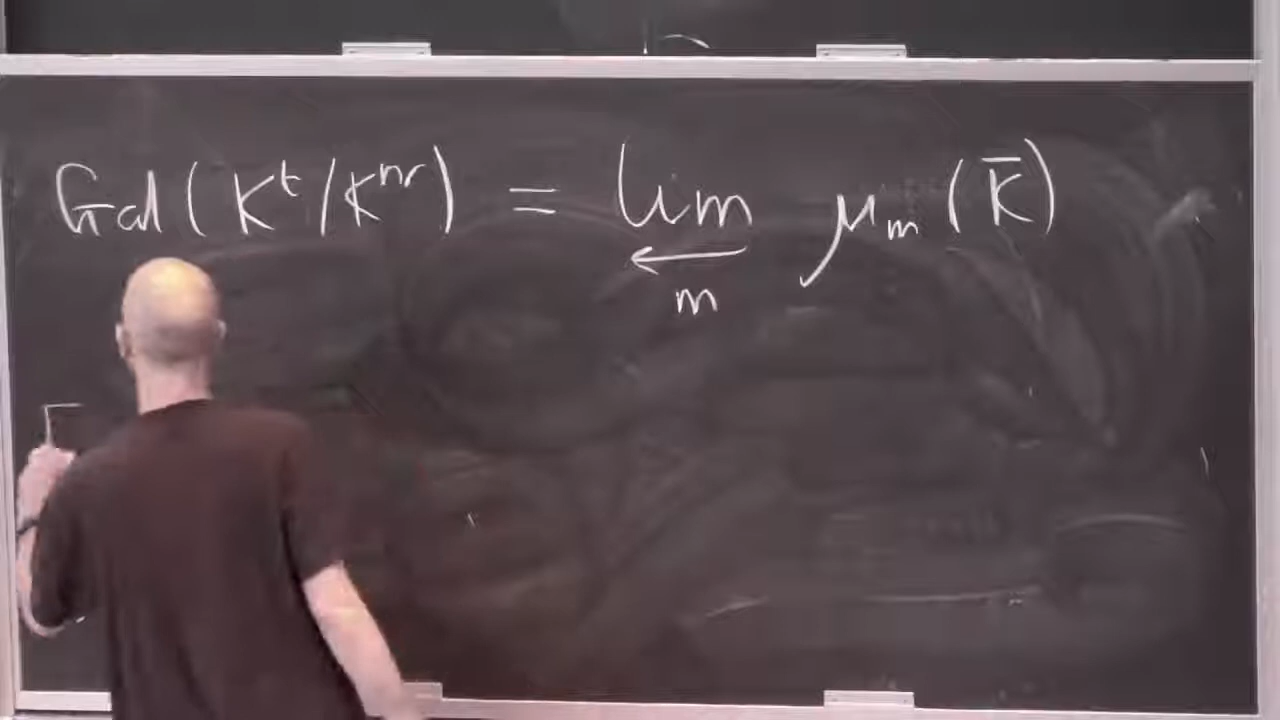 Gal(K^t/K^nr) = lim μ_m(K̄)
←
m